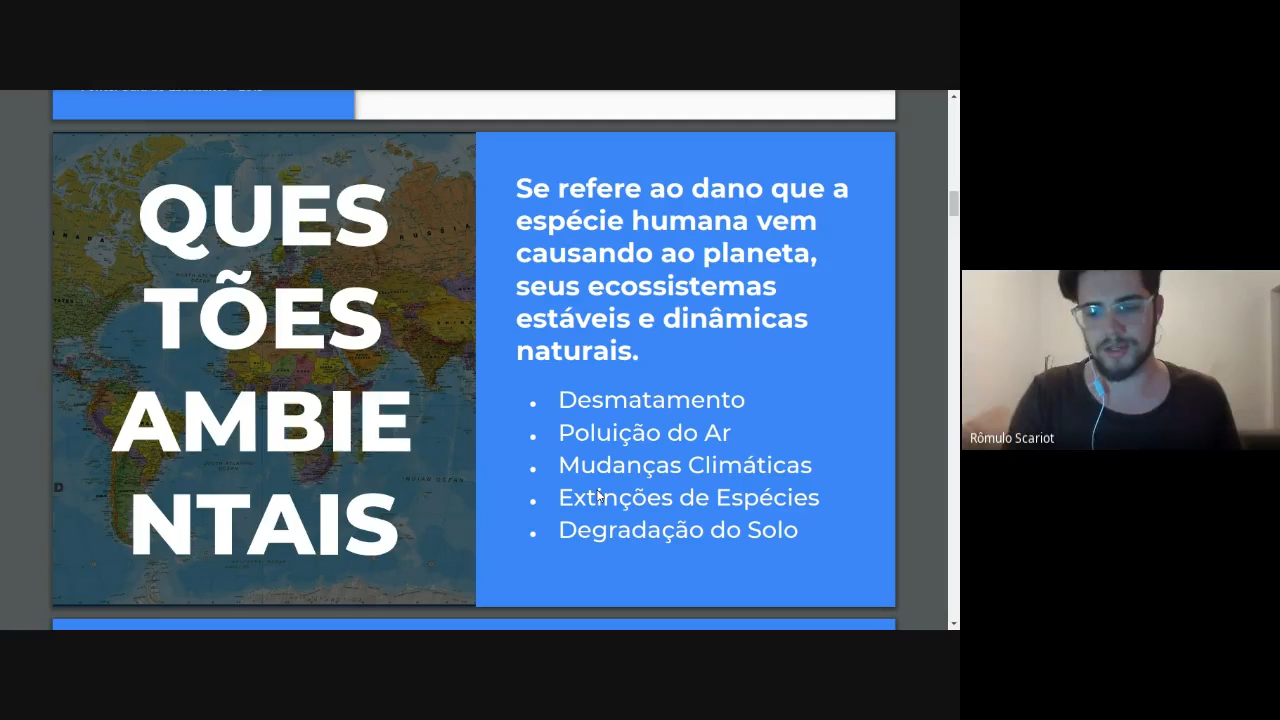 QUES
TÕES
AMBIE
NTAIS
Se refere ao dano que a
espécie humana vem
causando ao planeta,
seus ecossistemas
estáveis e dinâmicas
naturais.
• Desmatamento
• Poluição do Ar
• Mudanças Climáticas
• Extinções de Espécies
• Degradação do Solo
Rômulo Scariot